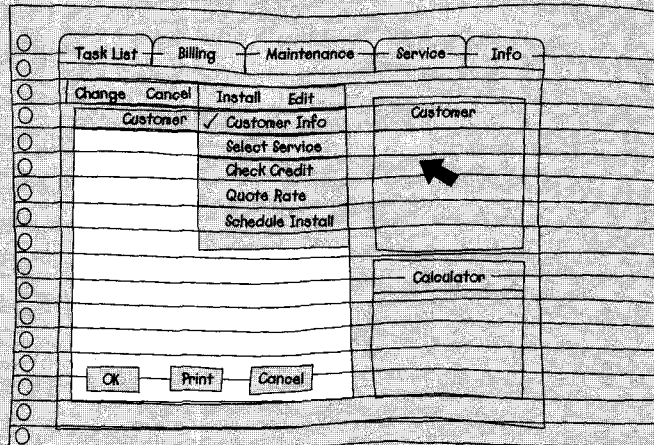 Task List Billing Maintenance Service Info
Change Cancel Install Edit
Customer ✓ Customer Info
Select Service
Check Credit
Quote Rate
Schedule Install
Customer
Calculator
OK Print Cancel